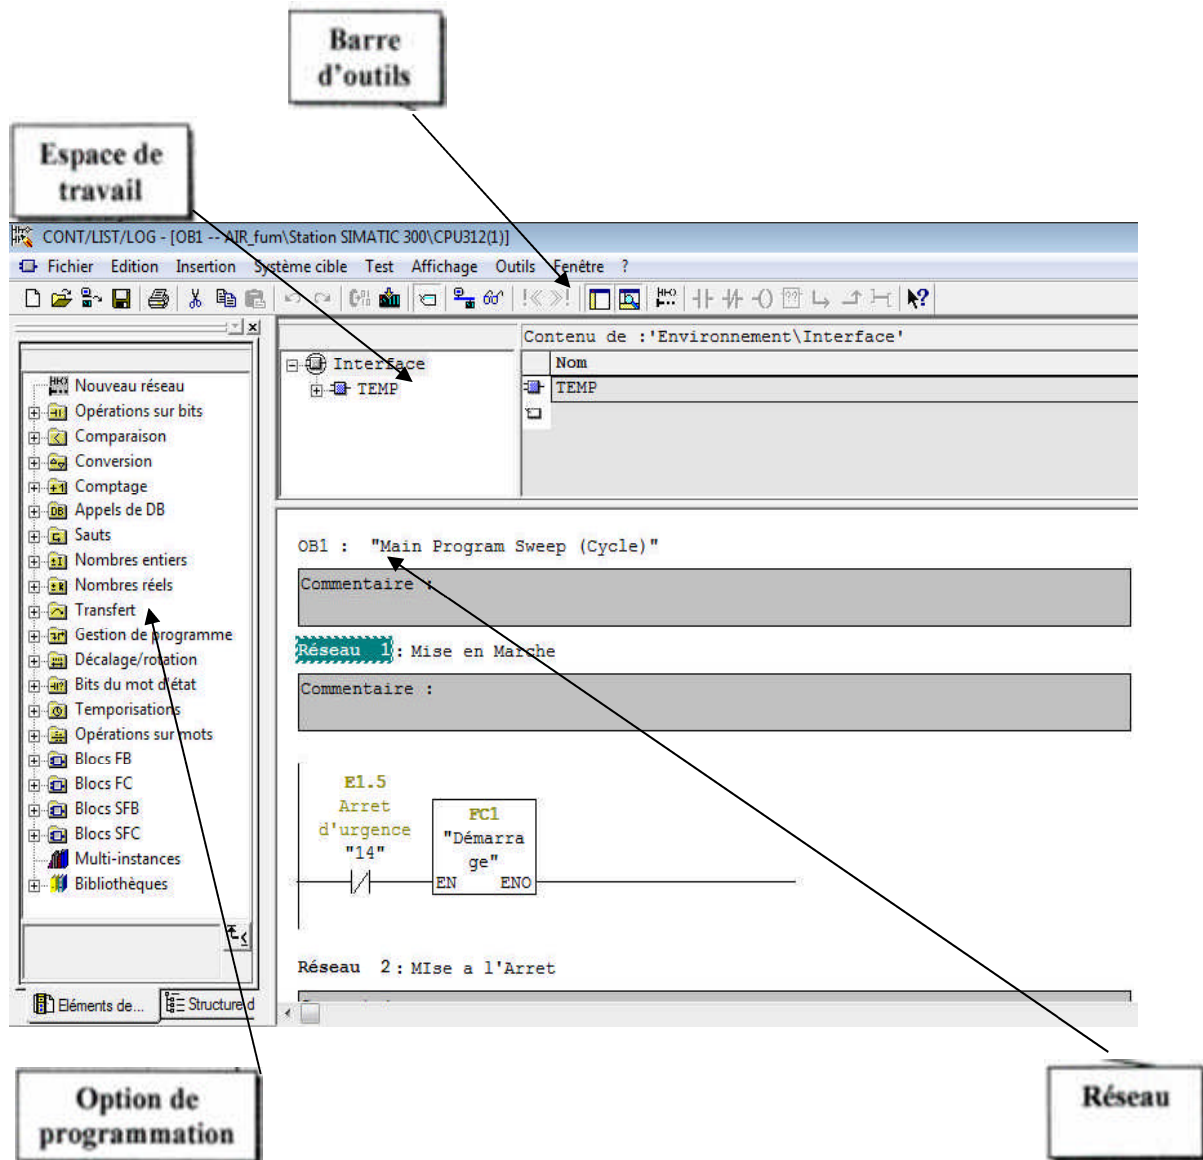 Barre
d'outils
Espace de
travail
CONT/LIST/LOG - [OB1 -- AIR_fum\Station SIMATIC 300\CPU312(1)]
Fichier Edition Insertion Système cible Test Affichage Outils Fenêtre ?
Contenu de :'Environnement\Interface'
Interface
TEMP
Nom
TEMP
Nouveau réseau
Opérations sur bits
Comparaison
Conversion
Comptage
Appels de DB
Sauts
Nombres entiers
Nombres réels
Transfert
Gestion de programme
Décalage/rotation
Bits du mot d'état
Temporisations
Opérations sur mots
Blocs FB
Blocs FC
Blocs SFB
Blocs SFC
Multi-instances
Bibliothèques
Eléments de...
Structure d
OB1 : "Main Program Sweep (Cycle)"
Commentaire :
Réseau 1 : Mise en Marche
Commentaire :
E1.5
Arret
d'urgence
"14"
FC1
"Démarra
ge"
EN ENO
Réseau 2 : MIse a l'Arret
Option de
programmation
Réseau